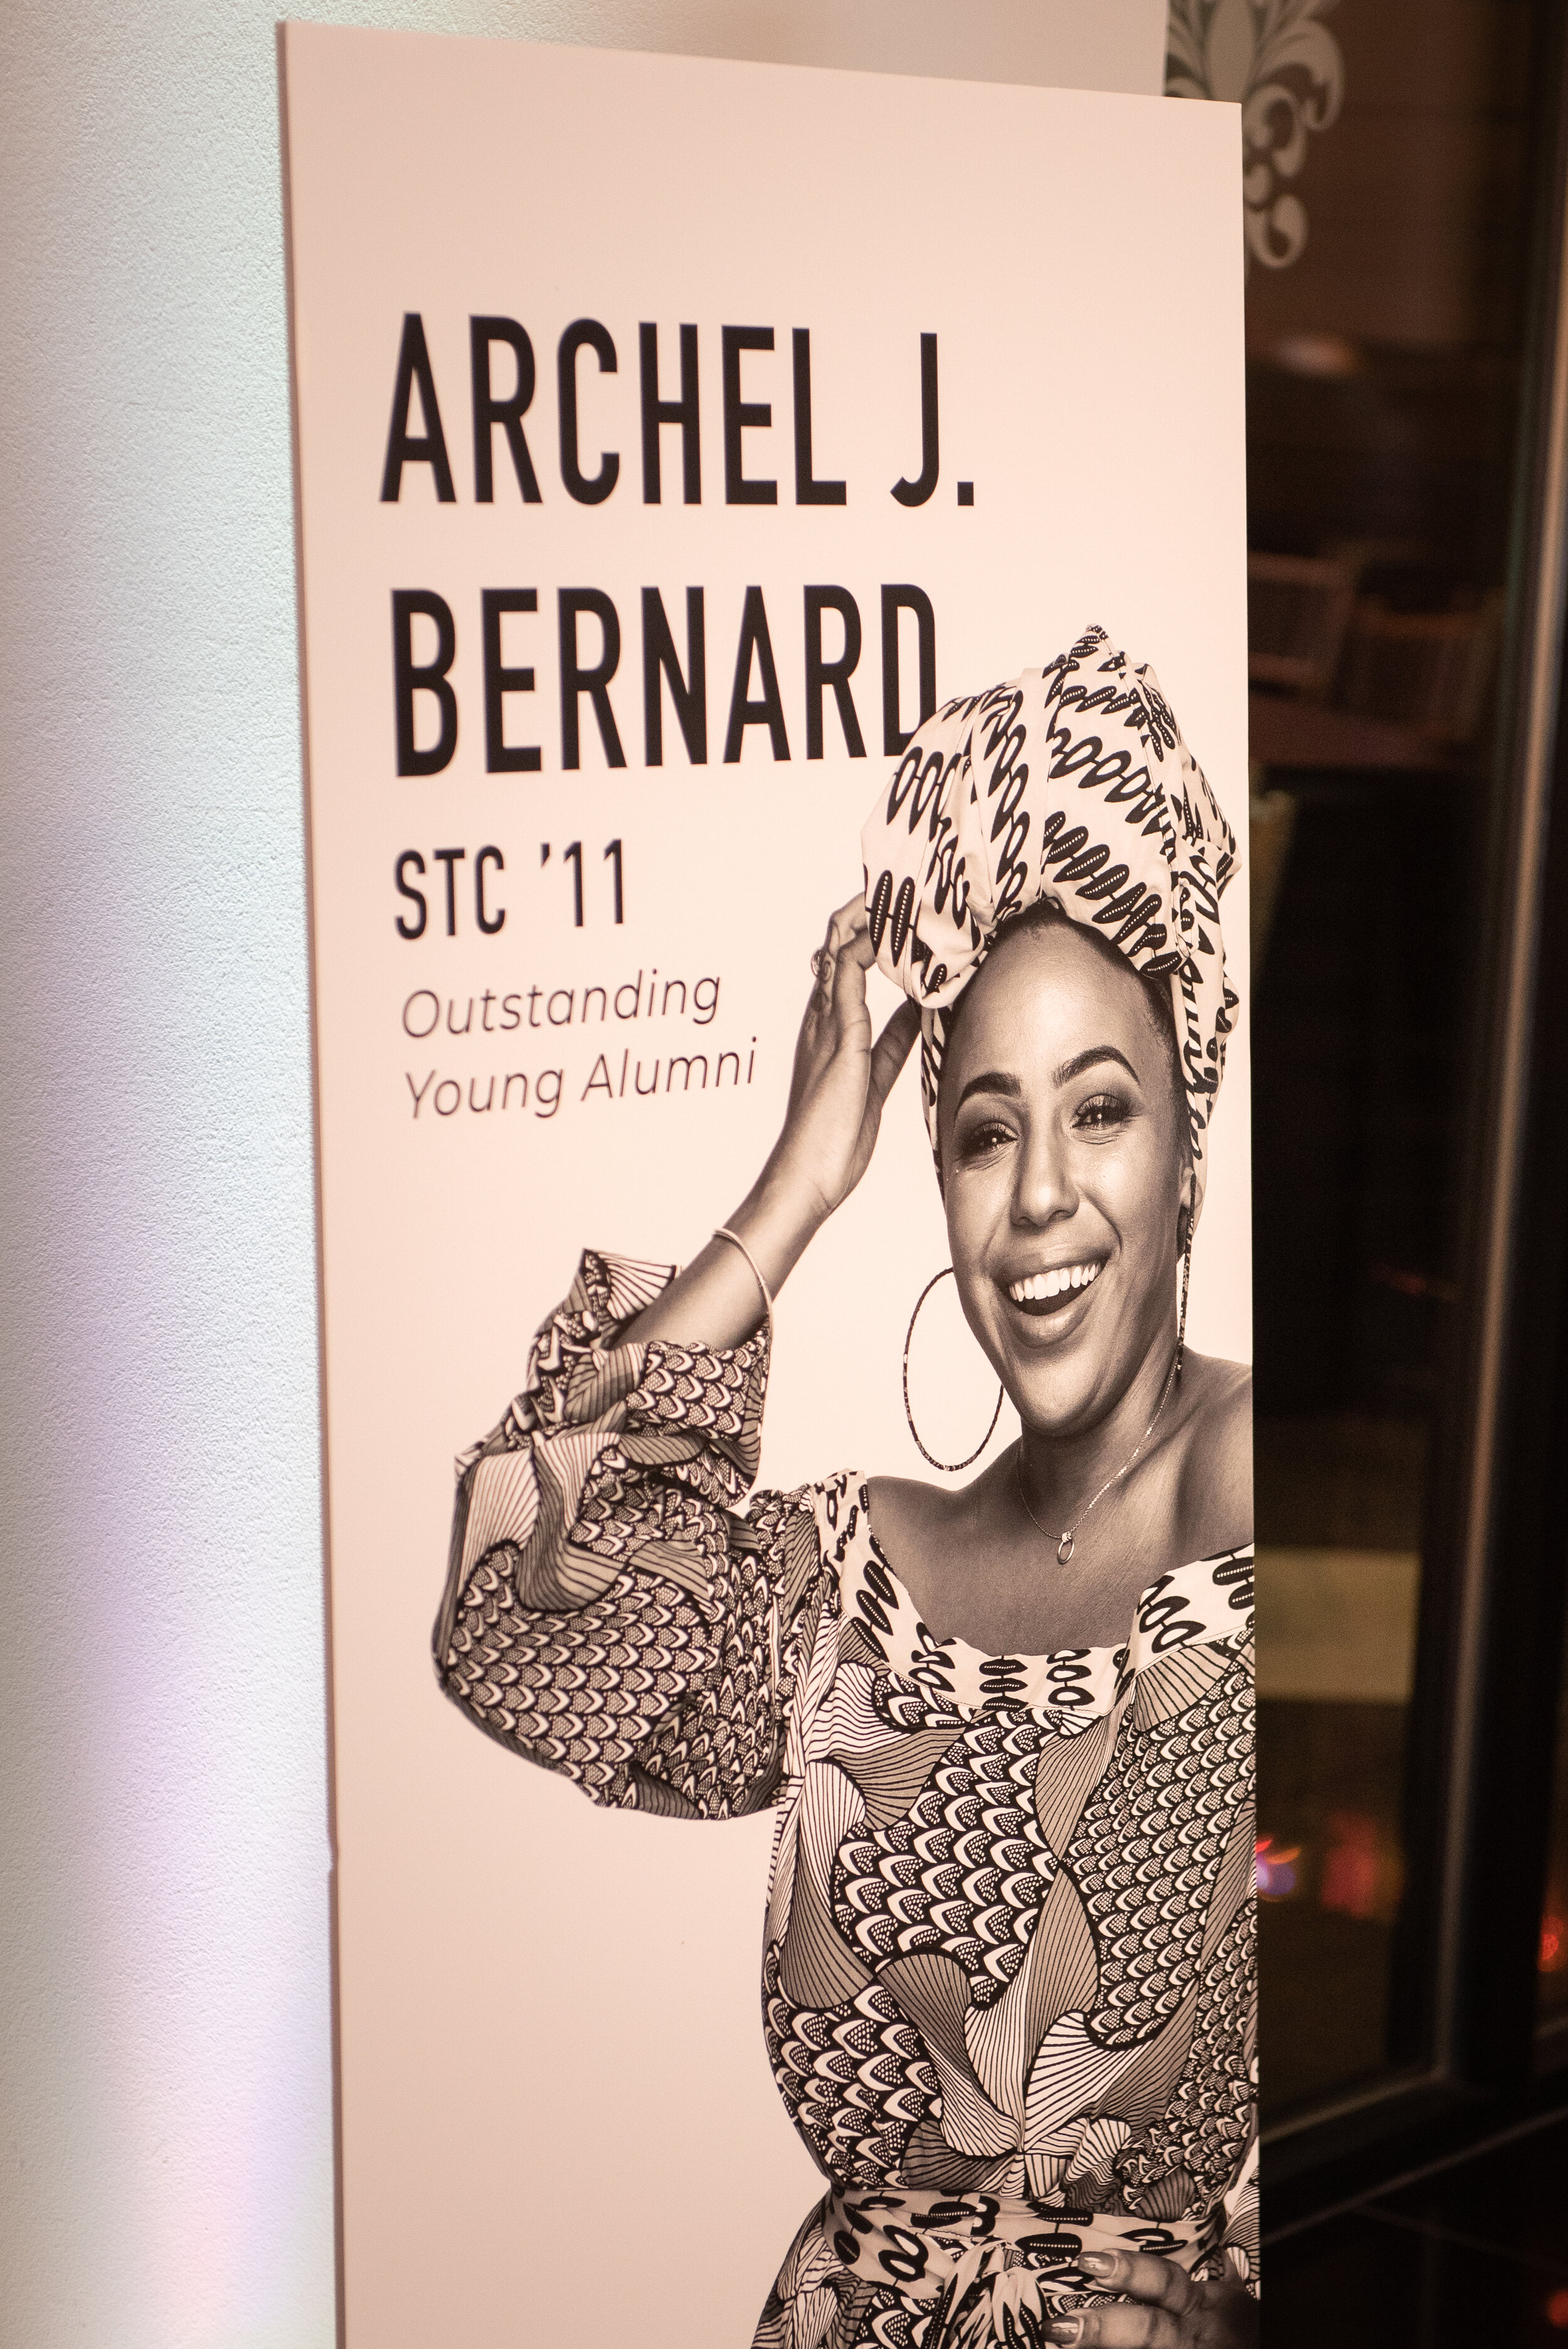 ARCHEL J.
BERNARD
STC ’11
Outstanding
Young Alumni